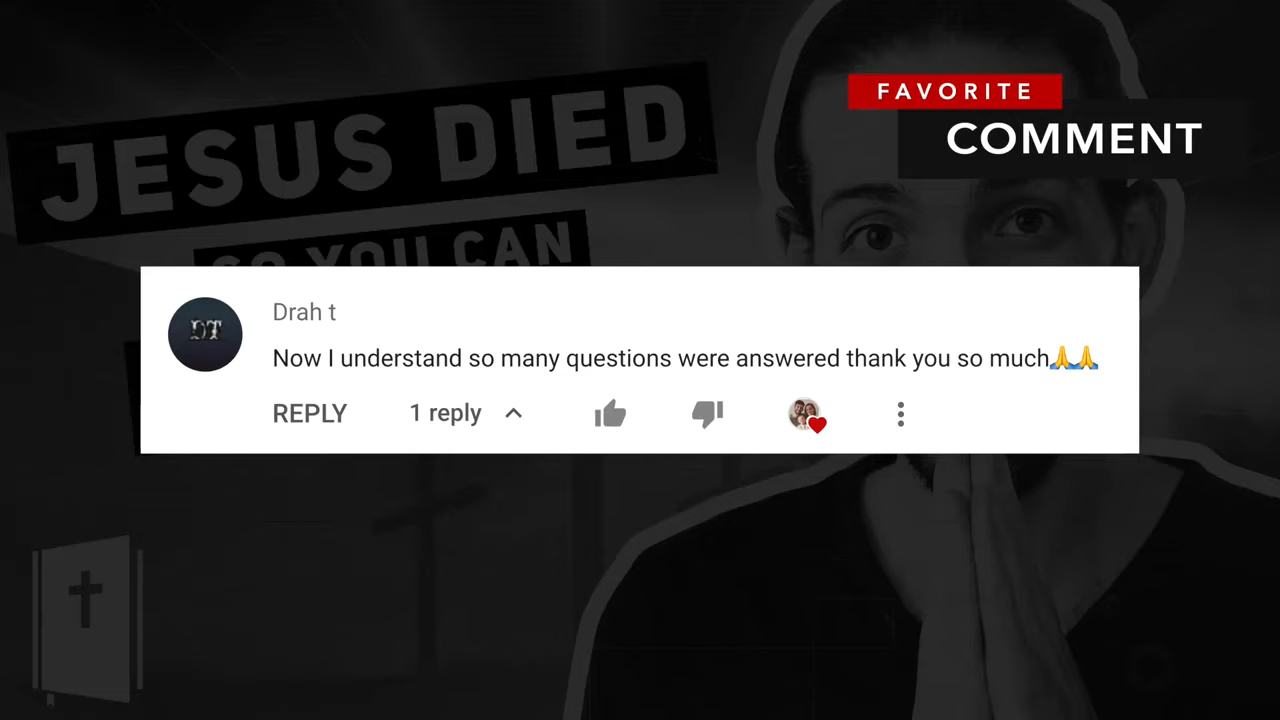 JESUS DIED
FAVORITE
COMMENT
SO YOU CAN
DT
Drah t
Now I understand so many questions were answered thank you so much🙏🙏
REPLY 1 reply